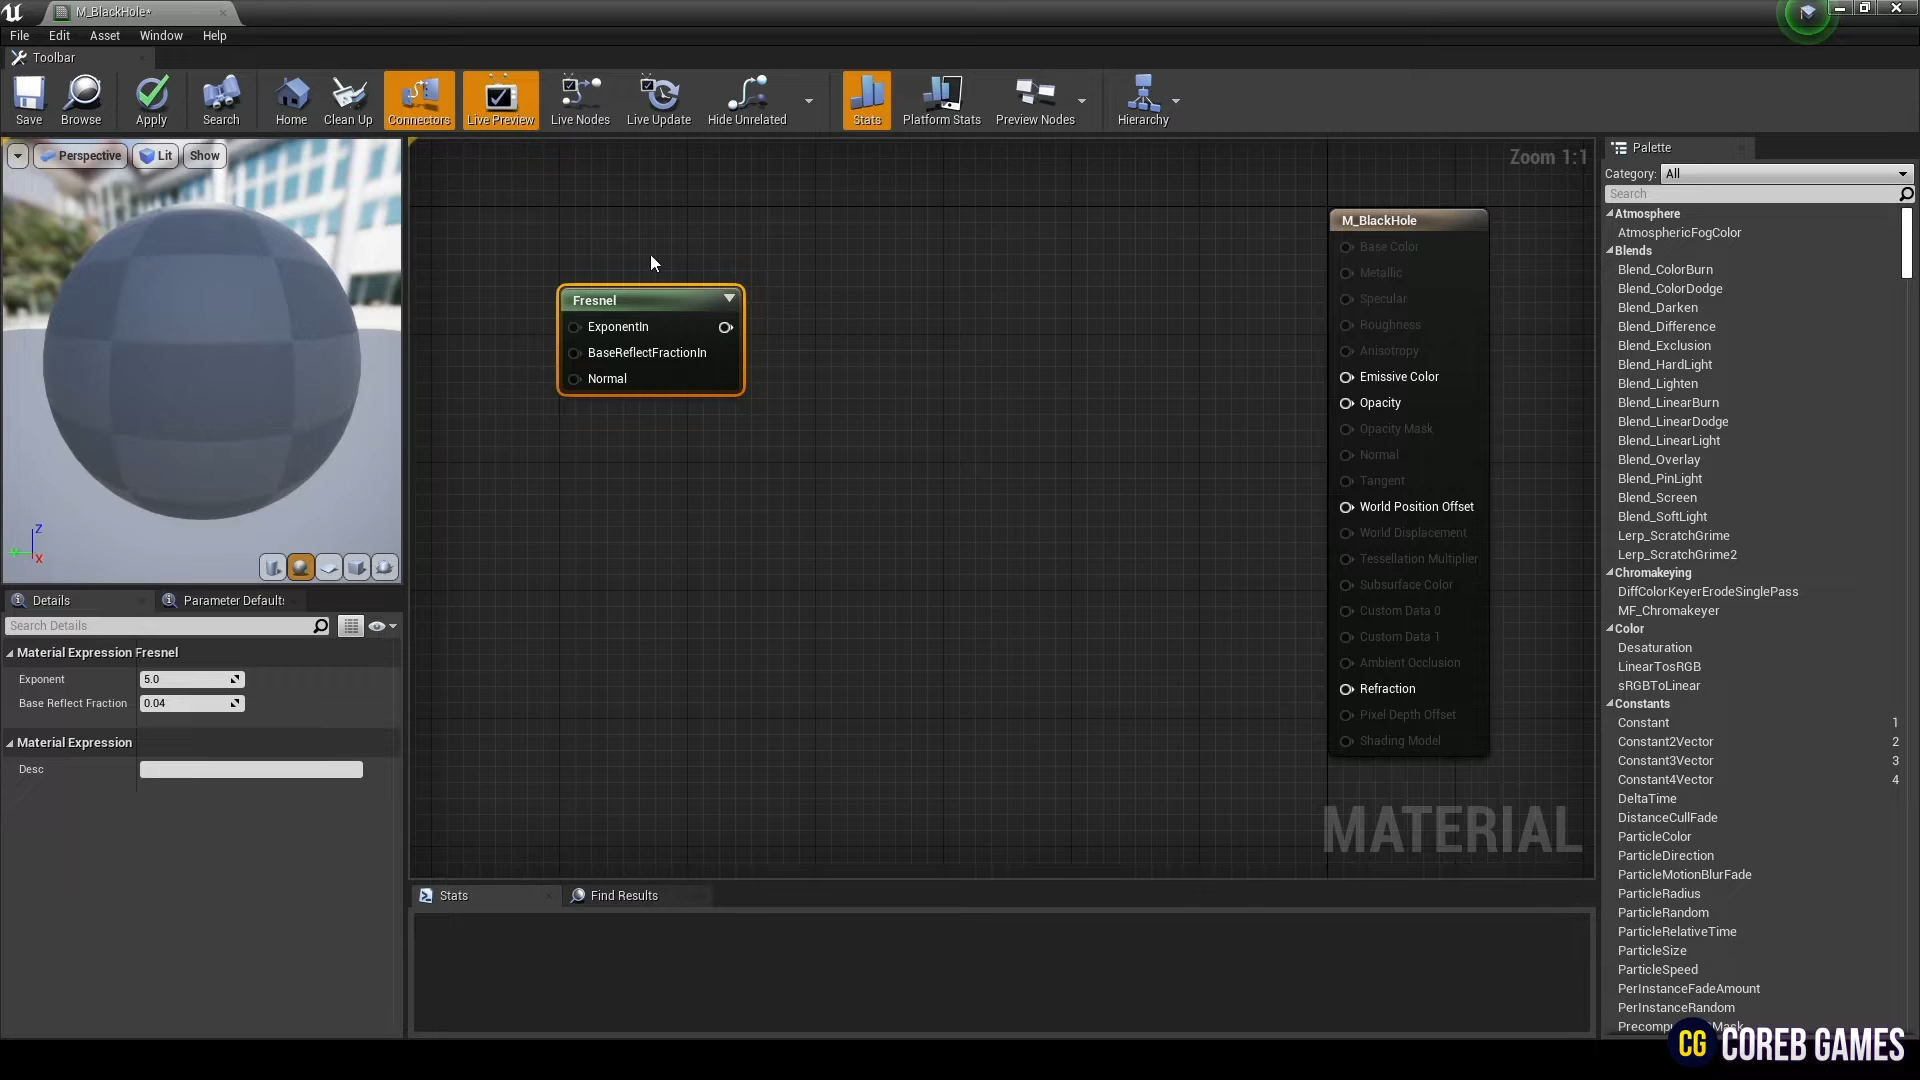 M_BlackHole*
File Edit Asset Window Help
Toolbar
Save Browse Apply Search Home Clean Up Connectors Live Preview Live Nodes Live Update Hide Unrelated Stats Platform Stats Preview Nodes Hierarchy
Perspective Lit Show
Zoom 1:1
Palette
Category: All
Search
Atmosphere
AtmosphericFogColor
Blends
Blend_ColorBurn
Blend_ColorDodge
Blend_Darken
Blend_Difference
Blend_Exclusion
Blend_HardLight
Blend_Lighten
Blend_LinearBurn
Blend_LinearDodge
Blend_LinearLight
Blend_Overlay
Blend_PinLight
Blend_Screen
Blend_SoftLight
Lerp_ScratchGrime
Lerp_ScratchGrime2
Chromakeying
DiffColorKeyerErodeSinglePass
MF_Chromakeyer
Color
Desaturation
LinearTosRGB
sRGBToLinear
Constants
Constant 1
Constant2Vector 2
Constant3Vector 3
Constant4Vector 4
DeltaTime
DistanceCullFade
ParticleColor
ParticleDirection
ParticleMotionBlurFade
ParticleRadius
ParticleRandom
ParticleRelativeTime
ParticleSize
ParticleSpeed
PerInstanceFadeAmount
PerInstanceRandom
Fresnel
ExponentIn
BaseReflectFractionIn
Normal
M_BlackHole
Base Color
Metallic
Specular
Roughness
Anisotropy
Emissive Color
Opacity
Opacity Mask
Normal
Tangent
World Position Offset
World Displacement
Tessellation Multiplier
Subsurface Color
Custom Data 0
Custom Data 1
Ambient Occlusion
Refraction
Pixel Depth Offset
Shading Model
MATERIAL
Z
X
Details Parameter Defaults
Search Details
Material Expression Fresnel
Exponent 5.0
Base Reflect Fraction 0.04
Material Expression
Desc
Stats Find Results
CG COREB GAMES